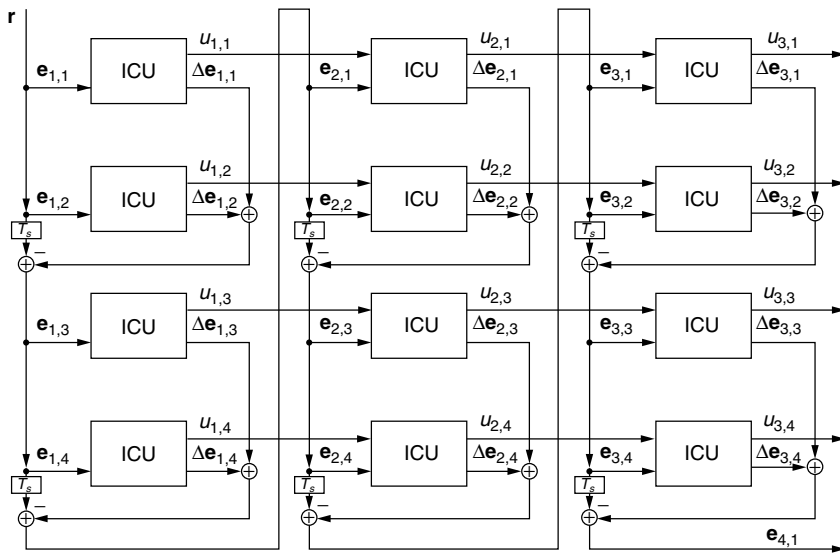 r
u1,1 u2,1 u3,1
e1,1 ICU Δe1,1 e2,1 ICU Δe2,1 e3,1 ICU Δe3,1
u1,2 u2,2 u3,2
e1,2 ICU Δe1,2 e2,2 ICU Δe2,2 e3,2 ICU Δe3,2
Ts Ts Ts
+ − + − + −
u1,3 u2,3 u3,3
e1,3 ICU Δe1,3 e2,3 ICU Δe2,3 e3,3 ICU Δe3,3
u1,4 u2,4 u3,4
e1,4 ICU Δe1,4 e2,4 ICU Δe2,4 e3,4 ICU Δe3,4
Ts Ts Ts
+ − + − + −
e4,1